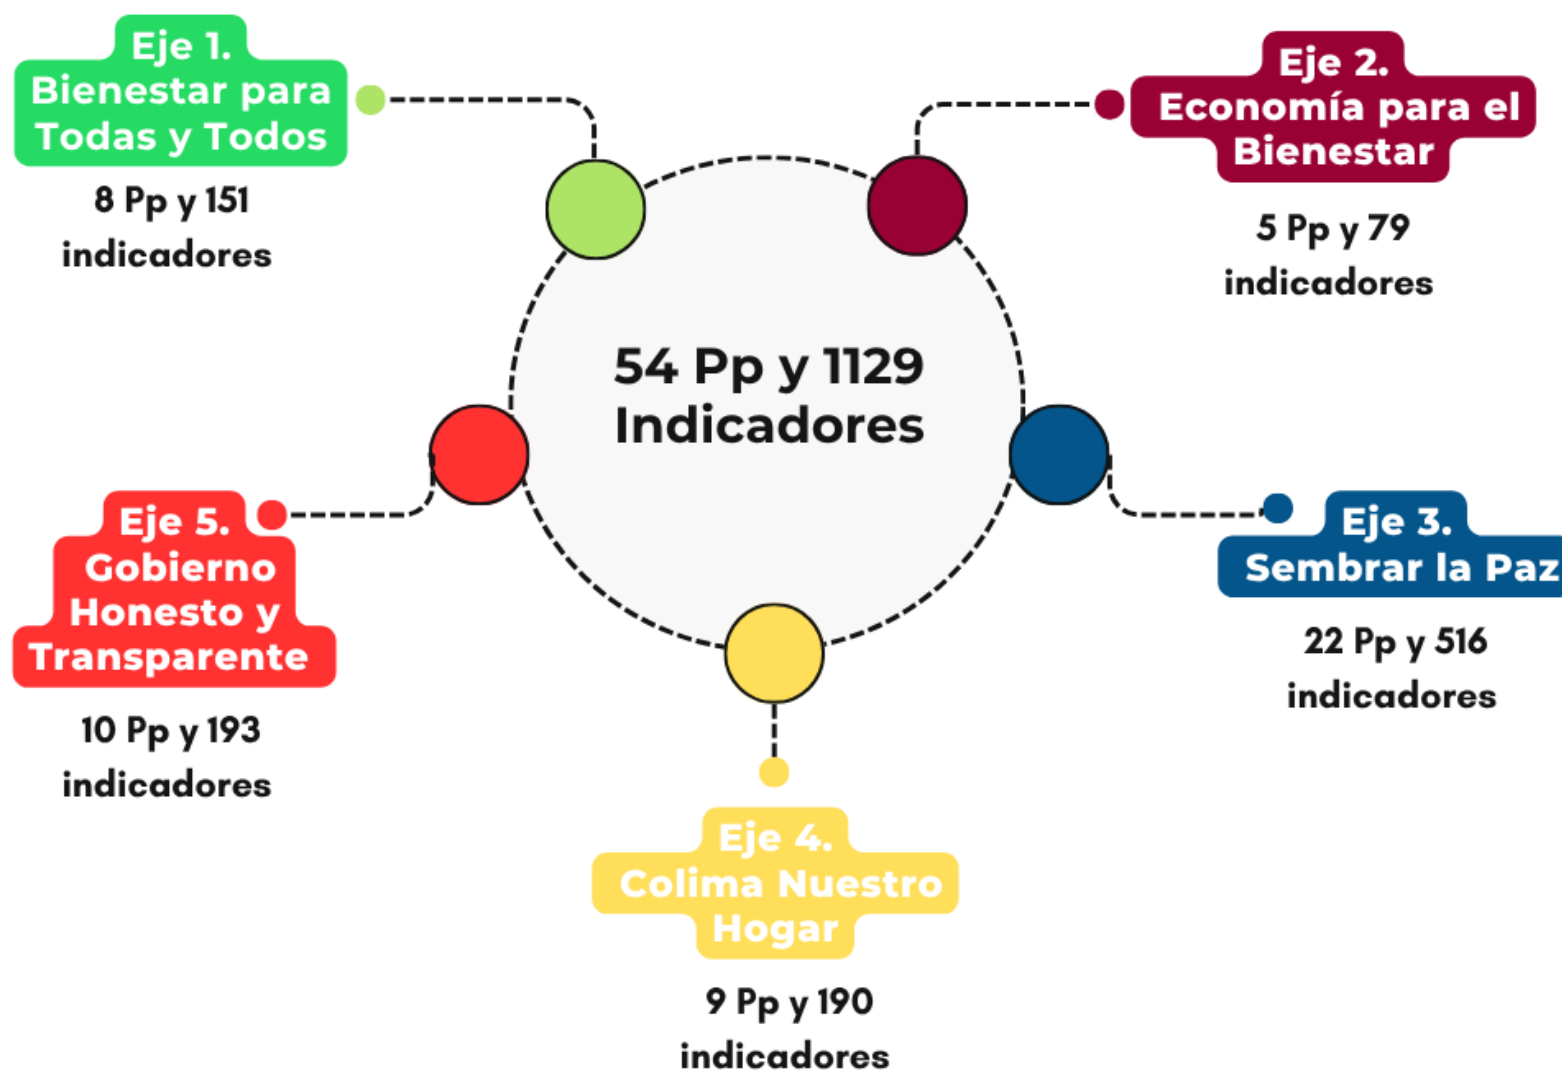 Eje 1.
Bienestar para
Todas y Todos
8 Pp y 151
indicadores
Eje 2.
Economía para el
Bienestar
5 Pp y 79
indicadores
54 Pp y 1129
Indicadores
Eje 5.
Gobierno
Honesto y
Transparente
10 Pp y 193
indicadores
Eje 3.
Sembrar la Paz
22 Pp y 516
indicadores
Eje 4.
Colima Nuestro
Hogar
9 Pp y 190
indicadores